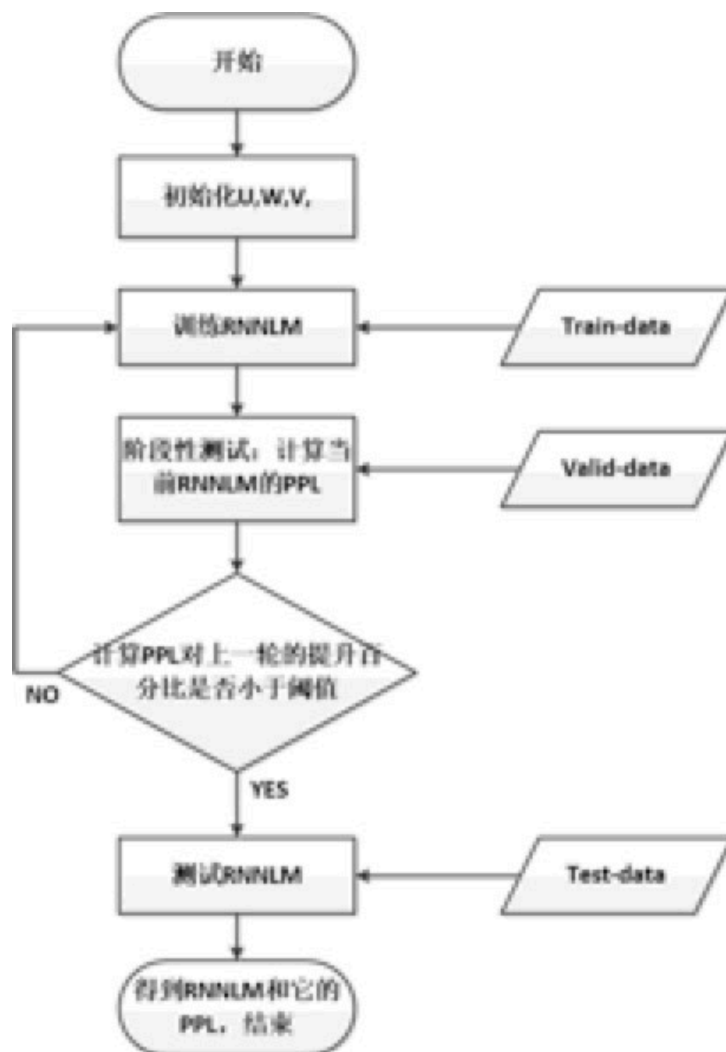 开始
初始化U,W,V,
训练RNNLM
Train-data
阶段性测试：计算当
前RNNLM的PPL
Valid-data
计算PPL对上一轮的提升百
分比是否小于阈值
NO
YES
测试RNNLM
Test-data
得到RNNLM和它的
PPL，结束